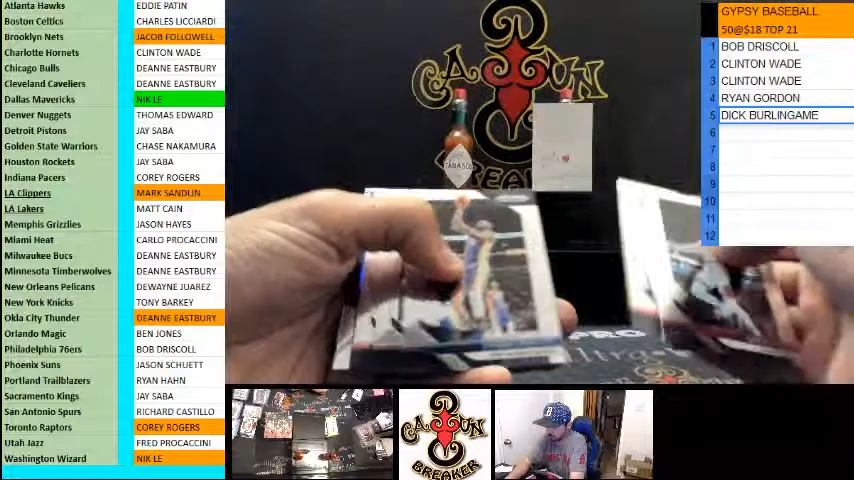 Atlanta Hawks EDDIE PATIN
Boston Celtics CHARLES LICCIARDI
Brooklyn Nets JACOB FOLLOWELL
Charlotte Hornets CLINTON WADE
Chicago Bulls DEANNE EASTBURY
Cleveland Cavaliers DEANNE EASTBURY
Dallas Mavericks NIK LE
Denver Nuggets THOMAS EDWARD
Detroit Pistons JAY SABA
Golden State Warriors CHASE NAKAMURA
Houston Rockets JAY SABA
Indiana Pacers COREY ROGERS
LA Clippers MARK SANDLIN
LA Lakers MATT CAIN
Memphis Grizzlies JASON HAYES
Miami Heat CARLO PROCACCINI
Milwaukee Bucs DEANNE EASTBURY
Minnesota Timberwolves DEANNE EASTBURY
New Orleans Pelicans DEWAYNE JUAREZ
New York Knicks TONY BARKEY
Okla City Thunder DEANNE EASTBURY
Orlando Magic BEN JONES
Philadelphia 76ers BOB DRISCOLL
Phoenix Suns JASON SCHUETT
Portland Trailblazers RYAN HAHN
Sacramento Kings JAY SABA
San Antonio Spurs RICHARD CASTILLO
Toronto Raptors COREY ROGERS
Utah Jazz FRED PROCACCINI
Washington Wizard NIK LE
CAJUN
BREAKER
TABASCO
PRO
Ultra
GYPSY BASEBALL
50@$18 TOP 21
1 BOB DRISCOLL
2 CLINTON WADE
3 CLINTON WADE
4 RYAN GORDON
5 DICK BURLINGAME
6
7
8
9
10
11
12
CAJUN
BREAKER